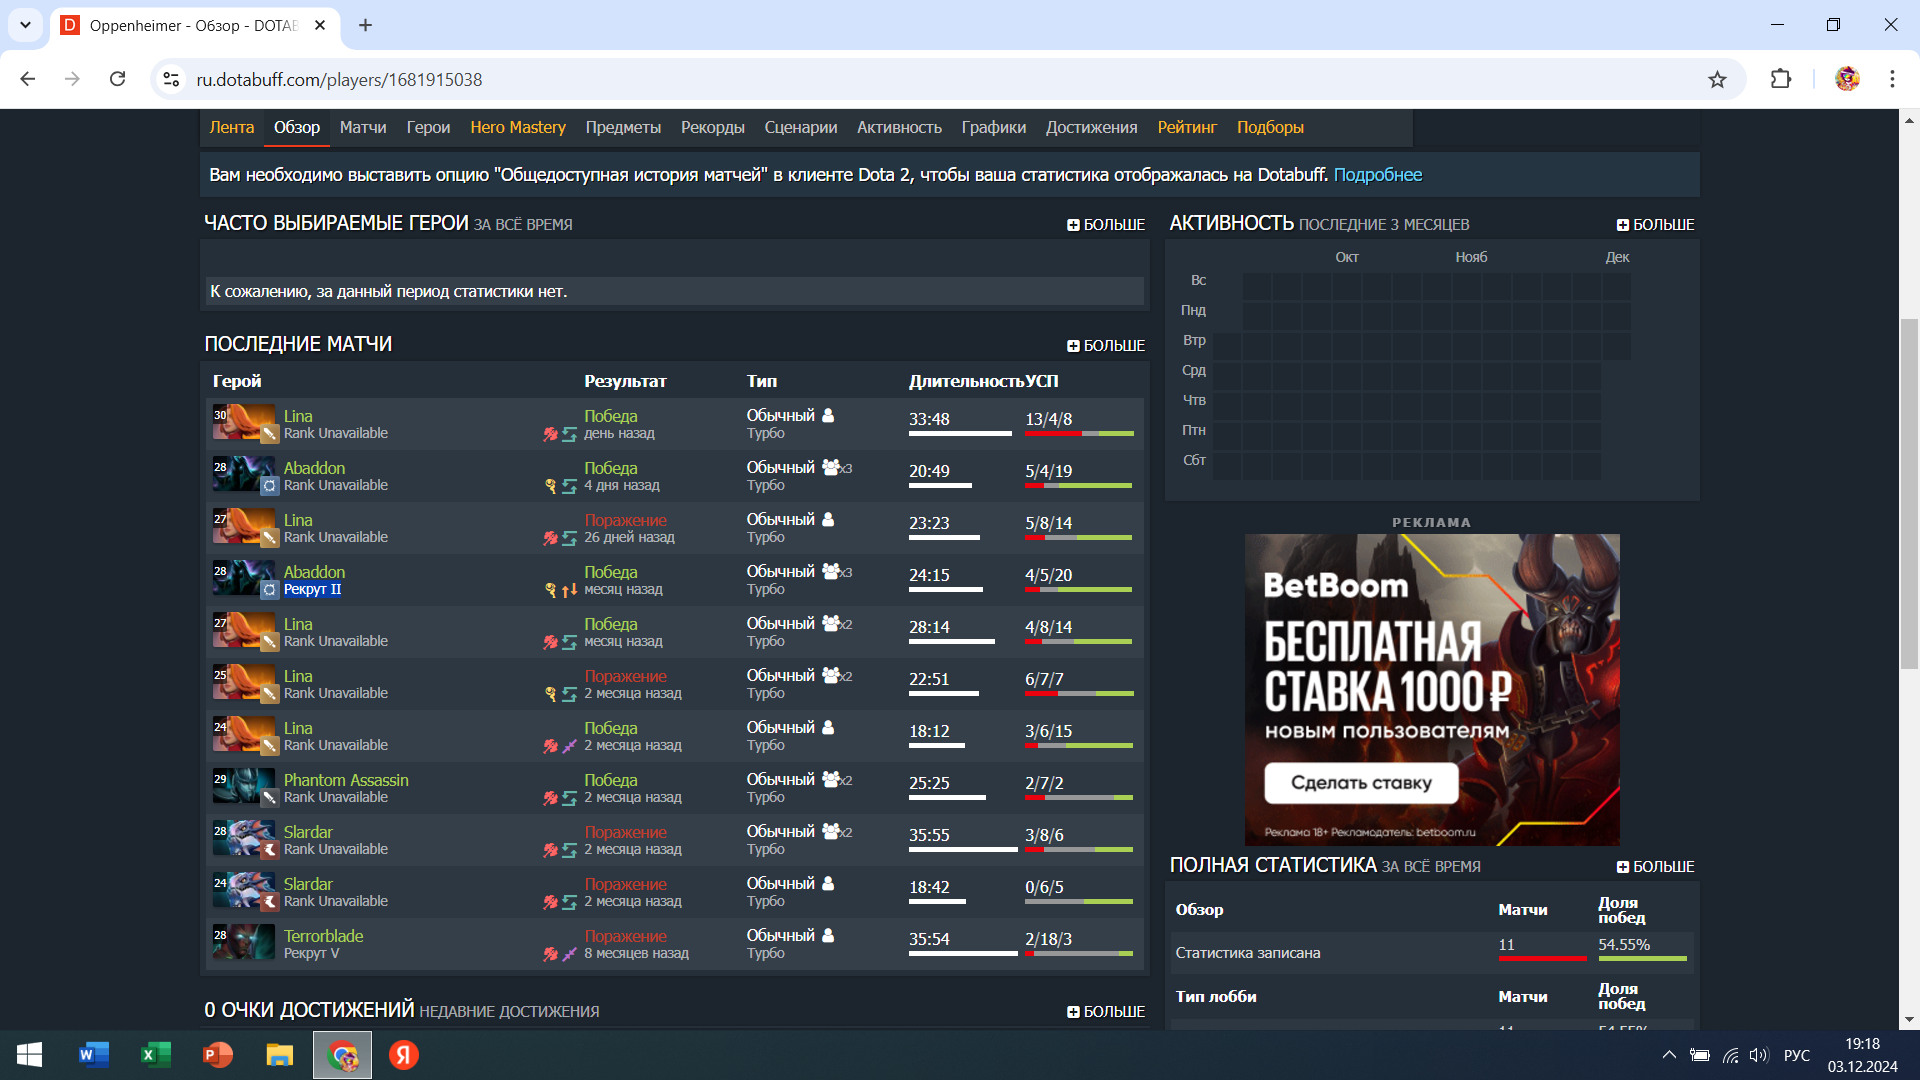 Oppenheimer - Обзор - DOTAB
ru.dotabuff.com/players/1681915038
Лента Обзор Матчи Герои Hero Mastery Предметы Рекорды Сценарии Активность Графики Достижения Рейтинг Подборы
Вам необходимо выставить опцию "Общедоступная история матчей" в клиенте Dota 2, чтобы ваша статистика отображалась на Dotabuff. Подробнее
ЧАСТО ВЫБИРАЕМЫЕ ГЕРОИ ЗА ВСЁ ВРЕМЯ БОЛЬШЕ
К сожалению, за данный период статистики нет.
ПОСЛЕДНИЕ МАТЧИ БОЛЬШЕ
Герой Результат Тип Длительность УСП
30 Lina Победа Обычный 33:48 13/4/8
Rank Unavailable день назад Турбо
28 Abaddon Победа Обычный x3 20:49 5/4/19
Rank Unavailable 4 дня назад Турбо
27 Lina Поражение Обычный 23:23 5/8/14
Rank Unavailable 26 дней назад Турбо
28 Abaddon Победа Обычный x3 24:15 4/5/20
Рекрут II месяц назад Турбо
27 Lina Победа Обычный x2 28:14 4/8/14
Rank Unavailable месяц назад Турбо
25 Lina Поражение Обычный x2 22:51 6/7/7
Rank Unavailable 2 месяца назад Турбо
24 Lina Победа Обычный 18:12 3/6/15
Rank Unavailable 2 месяца назад Турбо
29 Phantom Assassin Победа Обычный x2 25:25 2/7/2
Rank Unavailable 2 месяца назад Турбо
28 Slardar Поражение Обычный x2 35:55 3/8/6
Rank Unavailable 2 месяца назад Турбо
24 Slardar Поражение Обычный 18:42 0/6/5
Rank Unavailable 2 месяца назад Турбо
28 Terrorblade Поражение Обычный 35:54 2/18/3
Рекрут V 8 месяцев назад Турбо
0 ОЧКИ ДОСТИЖЕНИЙ НЕДАВНИЕ ДОСТИЖЕНИЯ БОЛЬШЕ
АКТИВНОСТЬ ПОСЛЕДНИЕ 3 МЕСЯЦЕВ БОЛЬШЕ
Окт Нояб Дек
Вс
Пнд
Втр
Срд
Чтв
Птн
Сбт
РЕКЛАМА
BetBoom
БЕСПЛАТНАЯ
СТАВКА 1000 ₽
НОВЫМ ПОЛЬЗОВАТЕЛЯМ
Сделать ставку
Реклама 18+ Рекламодатель: betboom.ru
ПОЛНАЯ СТАТИСТИКА ЗА ВСЁ ВРЕМЯ БОЛЬШЕ
Обзор Матчи Доля побед
Статистика записана 11 54.55%
Тип лобби Матчи Доля побед
11 54.55%
РУС
19:18
03.12.2024